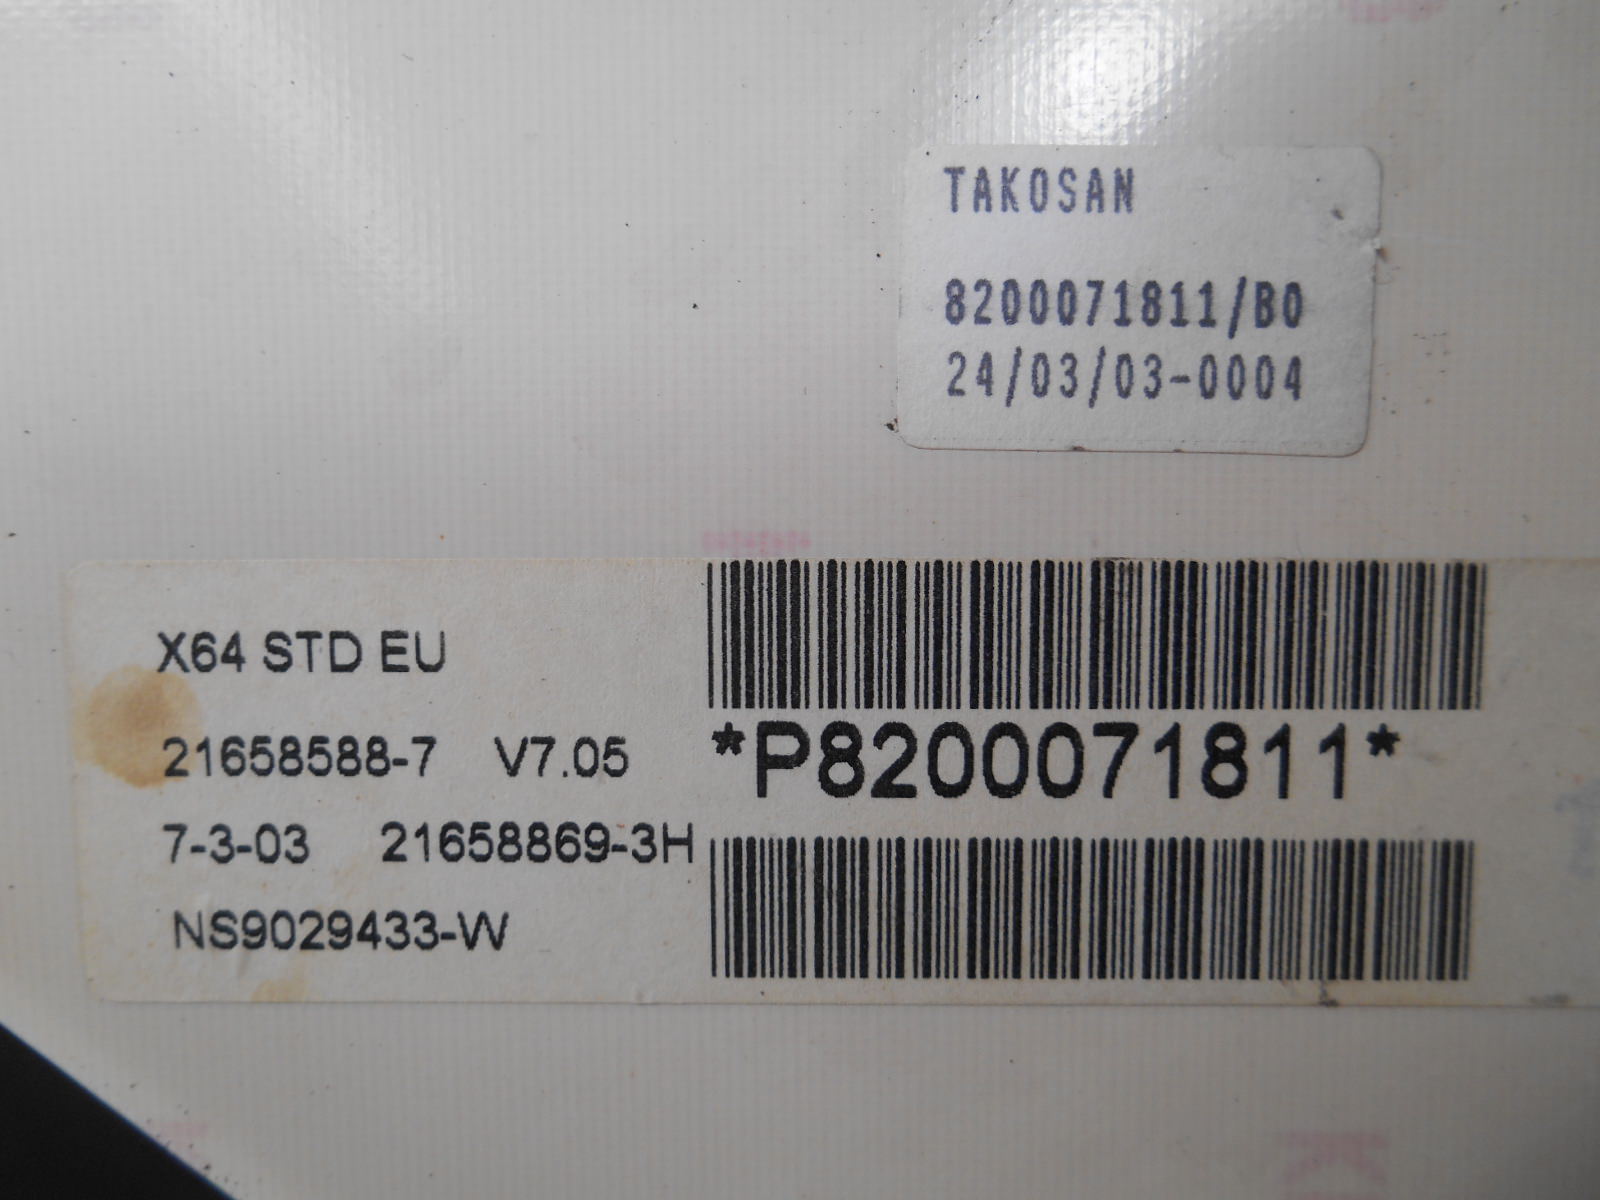 TAKOSAN
8200071811/B0
24/03/03-0004
X64 STD EU
21658588-7 V7.05
*P8200071811*
7-3-03 21658869-3H
NS9029433-W